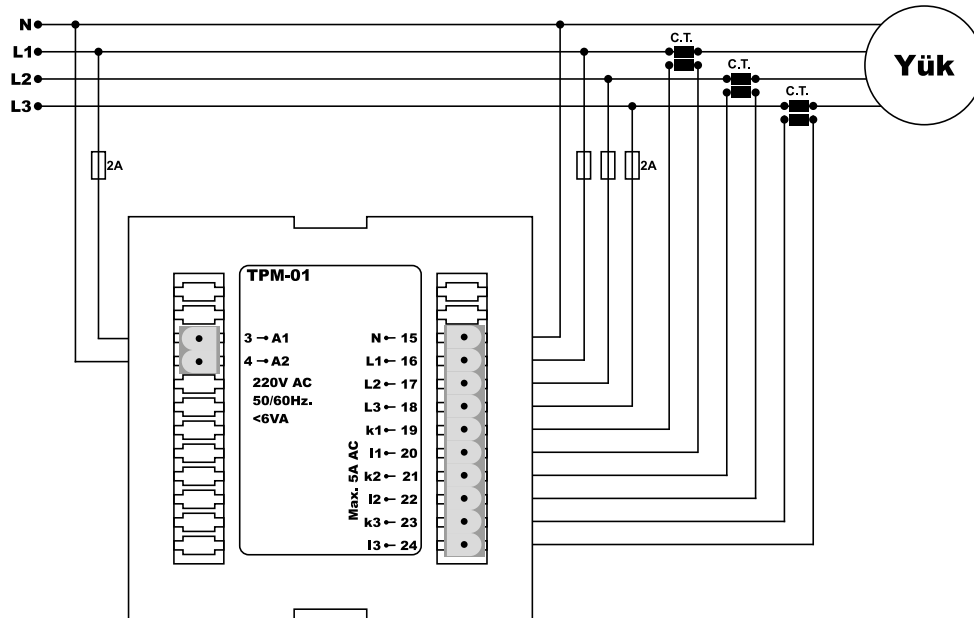 N
L1
L2
L3
C.T.
C.T.
C.T.
Yük
2A
2A
TPM-01
3 A1
4 A2
220V AC
50/60Hz.
<6VA
Max. 5A AC
N 15
L1 16
L2 17
L3 18
k1 19
l1 20
k2 21
l2 22
k3 23
l3 24